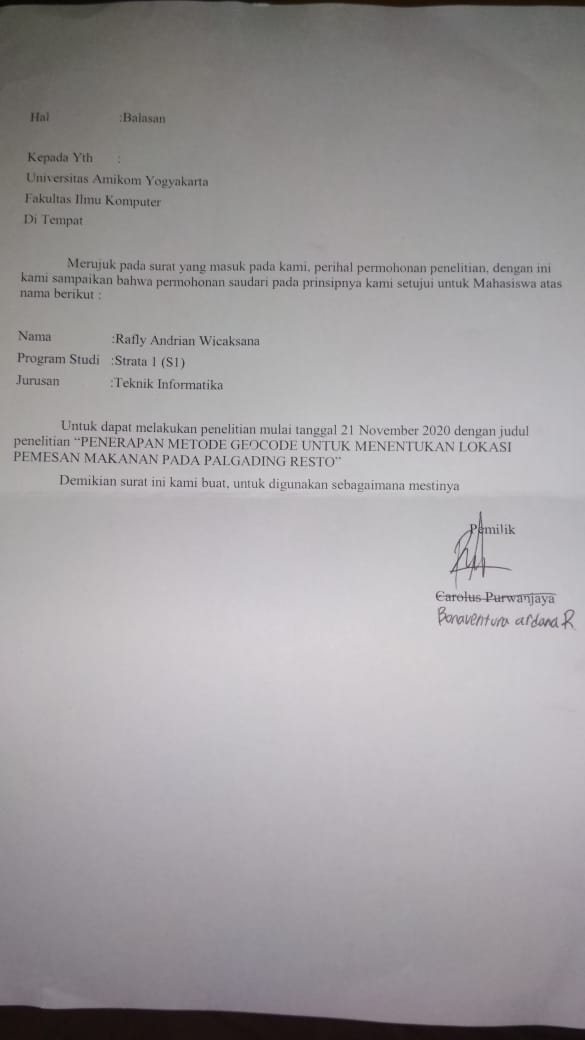 Hal :Balasan
Kepada Yth :
Universitas Amikom Yogyakarta
Fakultas Ilmu Komputer
Di Tempat
Merujuk pada surat yang masuk pada kami, perihal permohonan penelitian, dengan ini
kami sampaikan bahwa permohonan saudari pada prinsipnya kami setujui untuk Mahasiswa atas
nama berikut :
Nama :Rafly Andrian Wicaksana
Program Studi :Strata 1 (S1)
Jurusan :Teknik Informatika
Untuk dapat melakukan penelitian mulai tanggal 21 November 2020 dengan judul
penelitian “PENERAPAN METODE GEOCODE UNTUK MENENTUKAN LOKASI
PEMESAN MAKANAN PADA PALGADING RESTO”
Demikian surat ini kami buat, untuk digunakan sebagaimana mestinya
Pemilik
Carolus Purwanjaya
Bonaventura ardana R